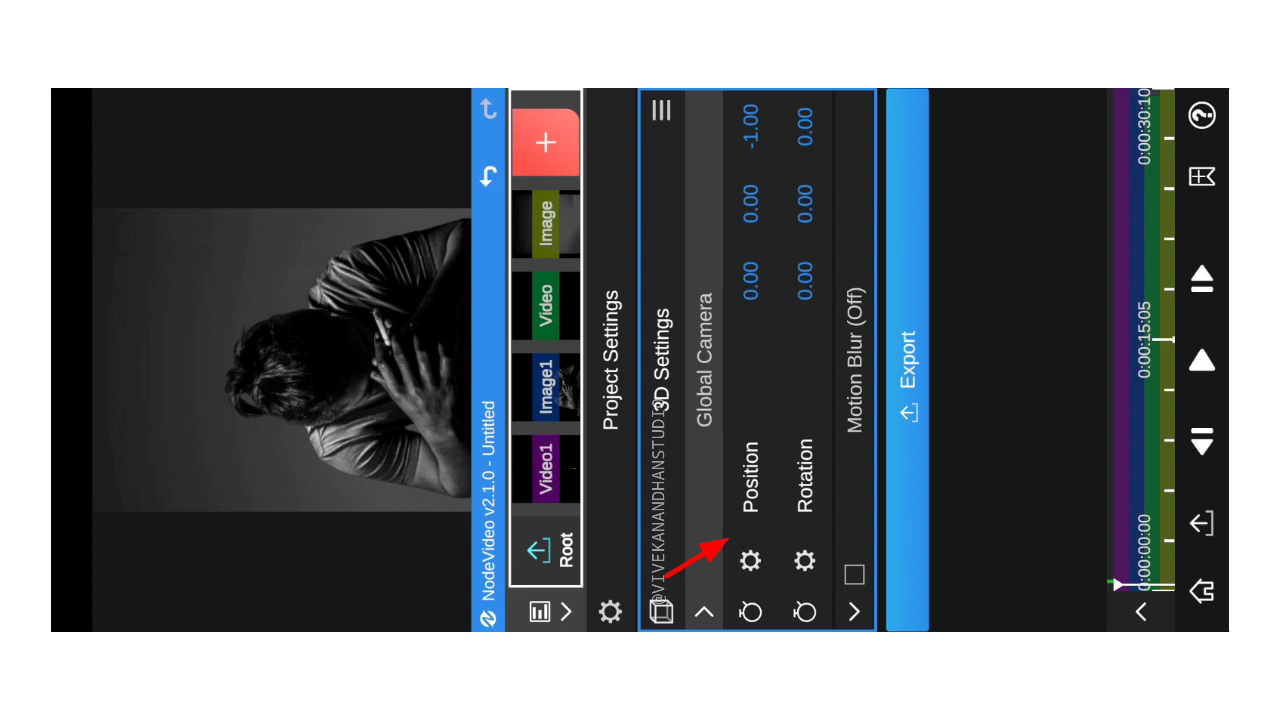 NodeVideo v2.1.0 - Untitled
Root
Video1
Image1
Video
Image
+
Project Settings
@VIVEKANANDHANSTUDIO
3D Settings
Global Camera
Position 0.00 0.00 -1.00
Rotation 0.00 0.00 0.00
Motion Blur (Off)
Export
0:00:00:00 0:00:15:05 0:00:30:10